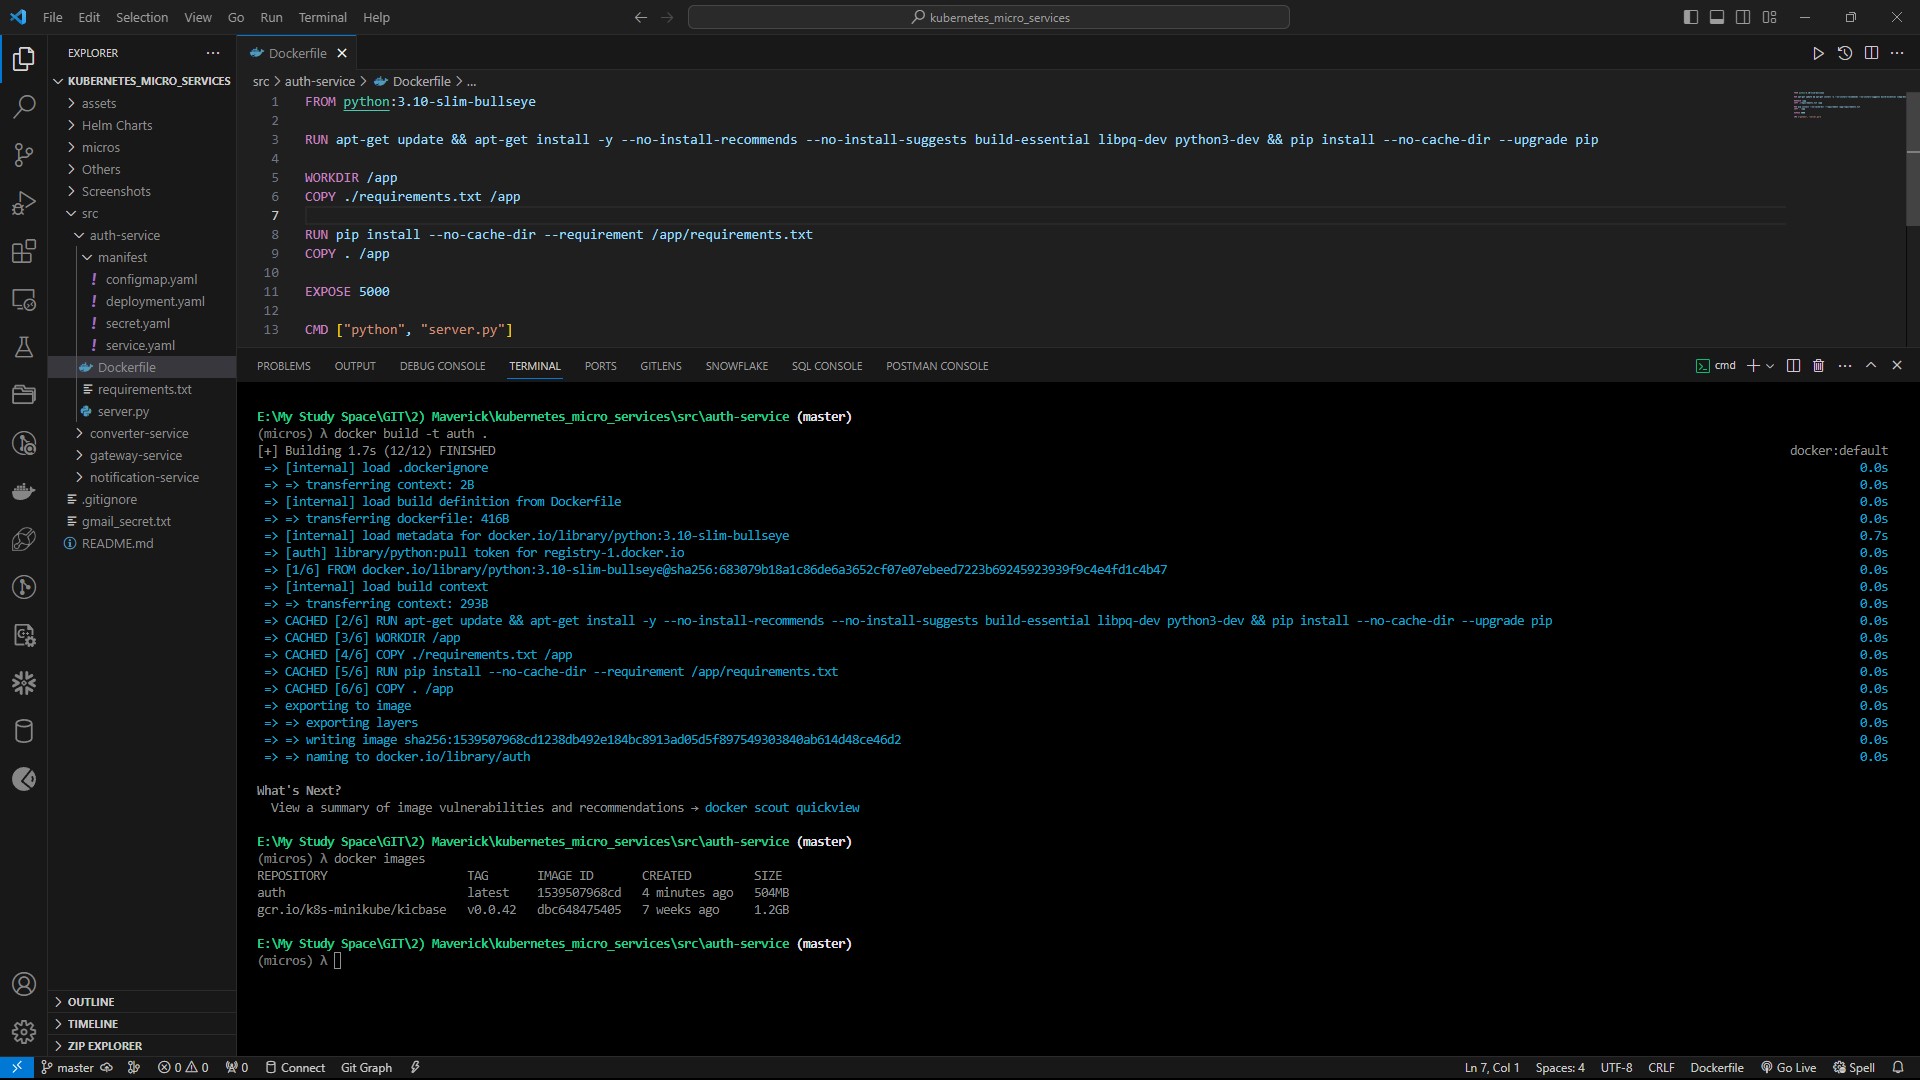 File Edit Selection View Go Run Terminal Help
kubernetes_micro_services
EXPLORER
KUBERNETES_MICRO_SERVICES
assets
Helm Charts
micros
Others
Screenshots
src
auth-service
manifest
! configmap.yaml
! deployment.yaml
! secret.yaml
! service.yaml
Dockerfile
requirements.txt
server.py
converter-service
gateway-service
notification-service
.gitignore
gmail_secret.txt
README.md
OUTLINE
TIMELINE
ZIP EXPLORER
Dockerfile
src > auth-service > Dockerfile > ...
1 FROM python:3.10-slim-bullseye
2
3 RUN apt-get update && apt-get install -y --no-install-recommends --no-install-suggests build-essential libpq-dev python3-dev && pip install --no-cache-dir --upgrade pip
4
5 WORKDIR /app
6 COPY ./requirements.txt /app
7
8 RUN pip install --no-cache-dir --requirement /app/requirements.txt
9 COPY . /app
10
11 EXPOSE 5000
12
13 CMD ["python", "server.py"]
PROBLEMS OUTPUT DEBUG CONSOLE TERMINAL PORTS GITLENS SNOWFLAKE SQL CONSOLE POSTMAN CONSOLE
cmd
E:\My Study Space\GIT\2) Maverick\kubernetes_micro_services\src\auth-service (master)
(micros) λ docker build -t auth .
[+] Building 1.7s (12/12) FINISHED docker:default
=> [internal] load .dockerignore 0.0s
=> => transferring context: 2B 0.0s
=> [internal] load build definition from Dockerfile 0.0s
=> => transferring dockerfile: 416B 0.0s
=> [internal] load metadata for docker.io/library/python:3.10-slim-bullseye 0.7s
=> [auth] library/python:pull token for registry-1.docker.io 0.0s
=> [1/6] FROM docker.io/library/python:3.10-slim-bullseye@sha256:683079b18a1c86de6a3652cf07e07ebeed7223b69245923939f9c4e4fd1c4b47 0.0s
=> [internal] load build context 0.0s
=> => transferring context: 293B 0.0s
=> CACHED [2/6] RUN apt-get update && apt-get install -y --no-install-recommends --no-install-suggests build-essential libpq-dev python3-dev && pip install --no-cache-dir --upgrade pip 0.0s
=> CACHED [3/6] WORKDIR /app 0.0s
=> CACHED [4/6] COPY ./requirements.txt /app 0.0s
=> CACHED [5/6] RUN pip install --no-cache-dir --requirement /app/requirements.txt 0.0s
=> CACHED [6/6] COPY . /app 0.0s
=> exporting to image 0.0s
=> => exporting layers 0.0s
=> => writing image sha256:1539507968cd1238db492e184bc8913ad05d5f897549303840ab614d48ce46d2 0.0s
=> => naming to docker.io/library/auth 0.0s
What's Next?
View a summary of image vulnerabilities and recommendations → docker scout quickview
E:\My Study Space\GIT\2) Maverick\kubernetes_micro_services\src\auth-service (master)
(micros) λ docker images
REPOSITORY TAG IMAGE ID CREATED SIZE
auth latest 1539507968cd 4 minutes ago 504MB
gcr.io/k8s-minikube/kicbase v0.0.42 dbc648475405 7 weeks ago 1.2GB
E:\My Study Space\GIT\2) Maverick\kubernetes_micro_services\src\auth-service (master)
(micros) λ
master 0 0 0 Connect Git Graph Ln 7, Col 1 Spaces: 4 UTF-8 CRLF Dockerfile Go Live Spell